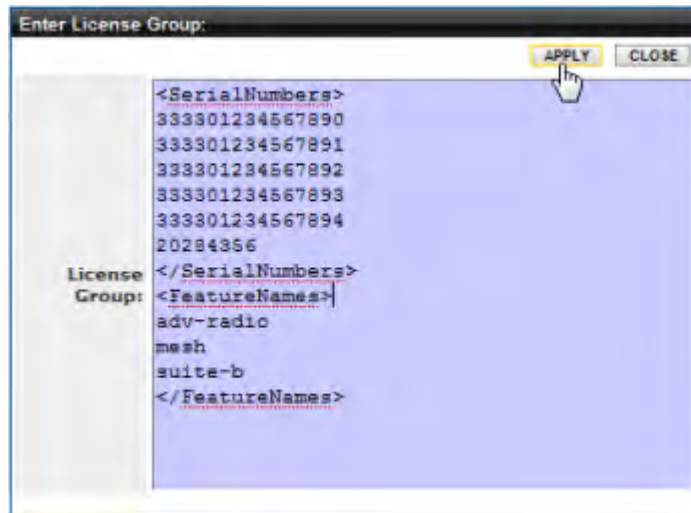 Enter License Group:
APPLY CLOSE
<SerialNumbers>
333301234567890
333301234567891
333301234567892
333301234567893
333301234567894
20284356
</SerialNumbers>
License Group:
<FeatureNames>
adv-radio
mesh
suite-b
</FeatureNames>